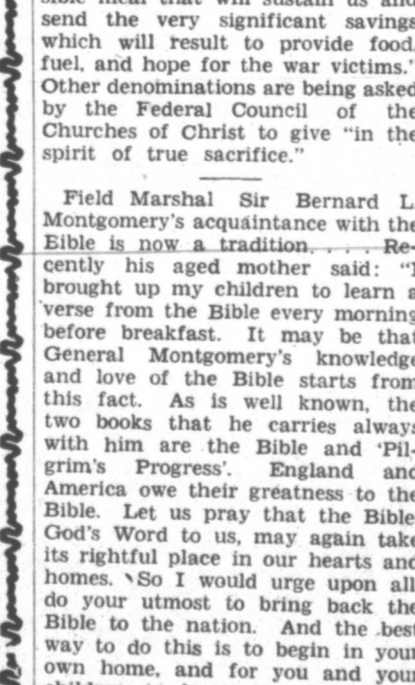 send the very significant savings
which will result to provide food,
fuel, and hope for the war victims."
Other denominations are being asked
by the Federal Council of the
Churches of Christ to give "in the
spirit of true sacrifice."
Field Marshal Sir Bernard L.
Montgomery's acquaintance with the
Bible is now a tradition. . . . Re-
cently his aged mother said: "I
brought up my children to learn a
verse from the Bible every morning
before breakfast. It may be that
General Montgomery's knowledge
and love of the Bible starts from
this fact. As is well known, the
two books that he carries always
with him are the Bible and 'Pil-
grim's Progress'. England and
America owe their greatness to the
Bible. Let us pray that the Bible,
God's Word to us, may again take
its rightful place in our hearts and
homes. So I would urge upon all
do your utmost to bring back the
Bible to the nation. And the best
way to do this is to begin in your
own home, and for you and your